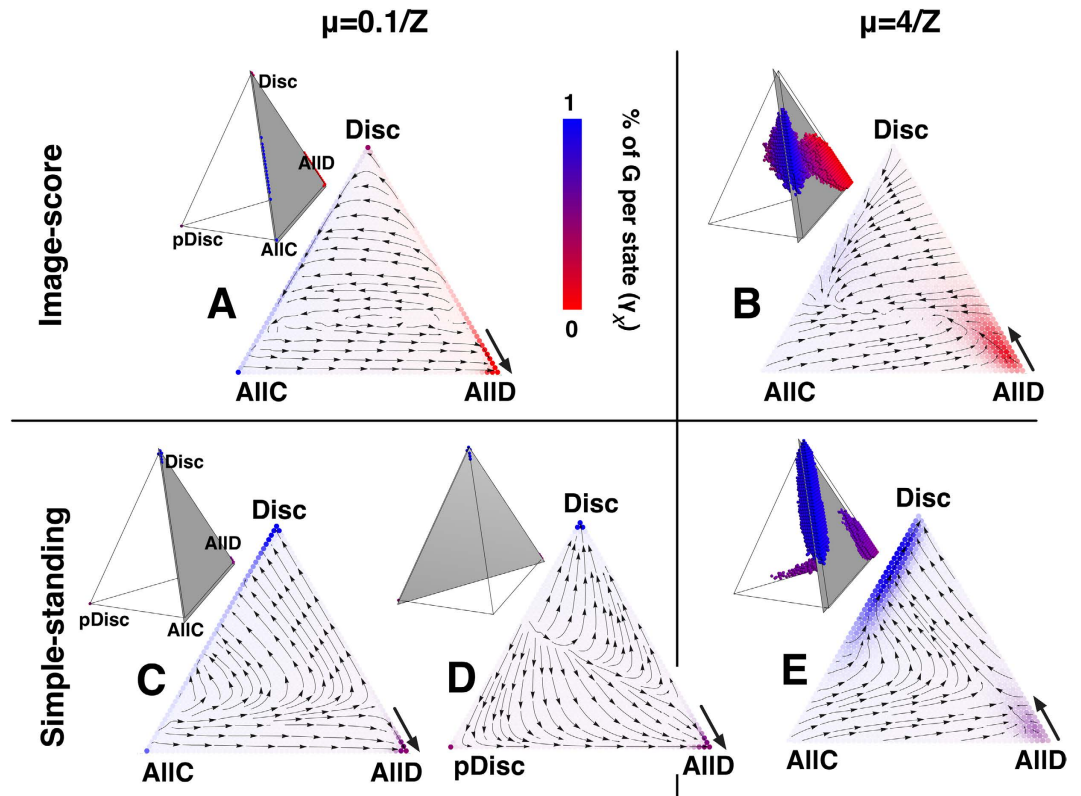 μ=0.1/Z
μ=4/Z
Image-score
Disc
AllD
pDisc
AllC
Disc
A
AllC
AllD
1
0
% of G per state (γx)
Disc
B
AllC
AllD
Simple-standing
Disc
AllD
pDisc
AllC
Disc
C
AllC
AllD
Disc
D
pDisc
AllD
Disc
E
AllC
AllD